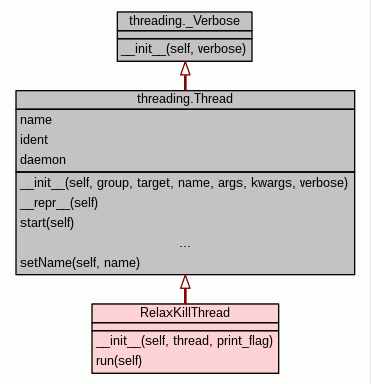 threading._Verbose
__init__(self, verbose)
threading.Thread
name
ident
daemon
__init__(self, group, target, name, args, kwargs, verbose)
__repr__(self)
start(self)
...
setName(self, name)
RelaxKillThread
__init__(self, thread, print_flag)
run(self)